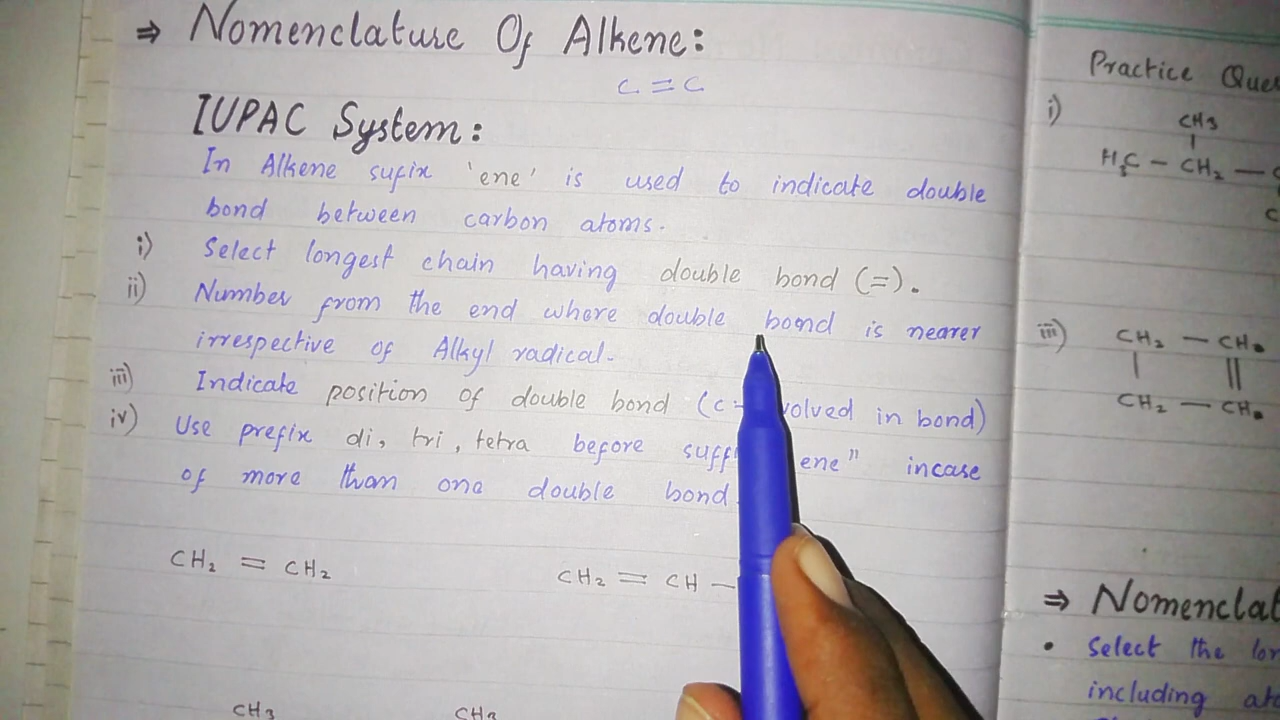 ⇒ Nomenclature Of Alkene:
C = C
IUPAC System:
In Alkene sufix 'ene' is used to indicate double
bond between carbon atoms.
i) Select longest chain having double bond (=).
ii) Number from the end where double bond is nearer
irrespective of Alkyl radical.
iii) Indicate position of double bond (c- volved in bond)
iv) Use prefix di, tri, tetra before suff ene" incase
of more than one double bond
CH₂ = CH₂
CH₂ = CH —
CH3
CH3
Practice Ques
i)
CH3
|
H₃C — CH₂ — C
C
iii)
CH₂ — CH
| ||
CH₂ — CH
⇒ Nomenclat
• Select the lon
including ato